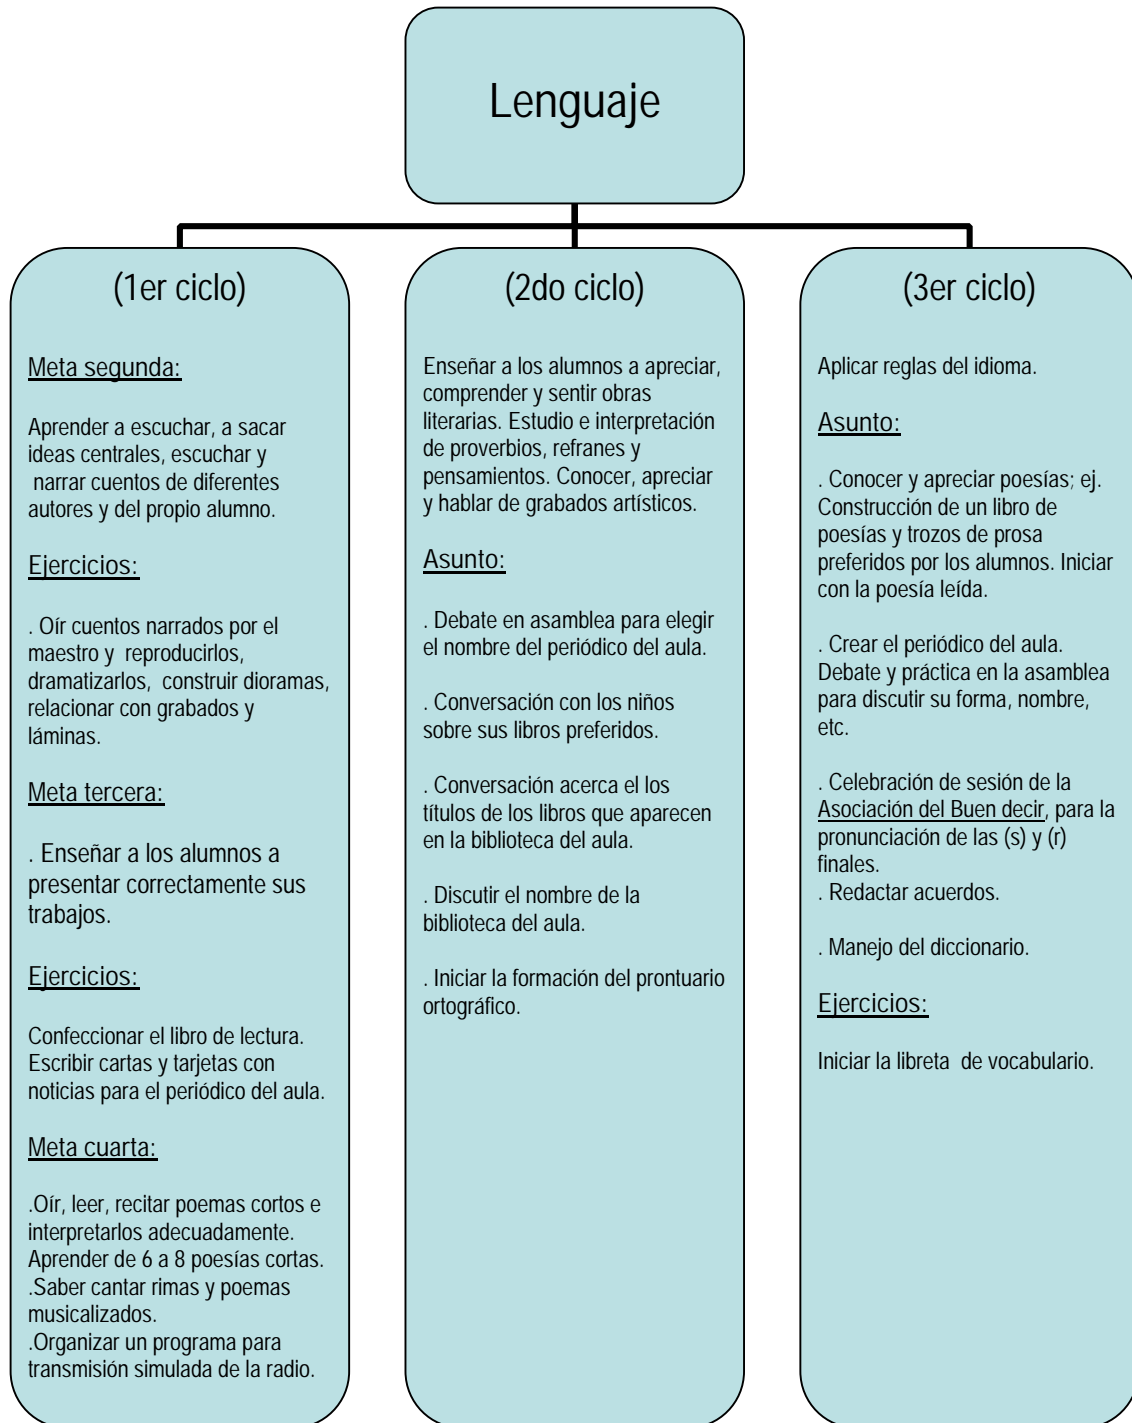 Lenguaje
(1er ciclo)
Meta segunda:
Aprender a escuchar, a sacar
ideas centrales, escuchar y
narrar cuentos de diferentes
autores y del propio alumno.
Ejercicios:
. Oír cuentos narrados por el
maestro y reproducirlos,
dramatizarlos, construir dioramas,
relacionar con grabados y
láminas.
Meta tercera:
. Enseñar a los alumnos a
presentar correctamente sus
trabajos.
Ejercicios:
Confeccionar el libro de lectura.
Escribir cartas y tarjetas con
noticias para el periódico del aula.
Meta cuarta:
.Oír, leer, recitar poemas cortos e
interpretarlos adecuadamente.
Aprender de 6 a 8 poesías cortas.
.Saber cantar rimas y poemas
musicalizados.
.Organizar un programa para
transmisión simulada de la radio.
(2do ciclo)
Enseñar a los alumnos a apreciar,
comprender y sentir obras
literarias. Estudio e interpretación
de proverbios, refranes y
pensamientos. Conocer, apreciar
y hablar de grabados artísticos.
Asunto:
. Debate en asamblea para elegir
el nombre del periódico del aula.
. Conversación con los niños
sobre sus libros preferidos.
. Conversación acerca el los
títulos de los libros que aparecen
en la biblioteca del aula.
. Discutir el nombre de la
biblioteca del aula.
. Iniciar la formación del prontuario
ortográfico.
(3er ciclo)
Aplicar reglas del idioma.
Asunto:
. Conocer y apreciar poesías; ej.
Construcción de un libro de
poesías y trozos de prosa
preferidos por los alumnos. Iniciar
con la poesía leída.
. Crear el periódico del aula.
Debate y práctica en la asamblea
para discutir su forma, nombre,
etc.
. Celebración de sesión de la
Asociación del Buen decir, para la
pronunciación de las (s) y (r)
finales.
. Redactar acuerdos.
. Manejo del diccionario.
Ejercicios:
Iniciar la libreta de vocabulario.